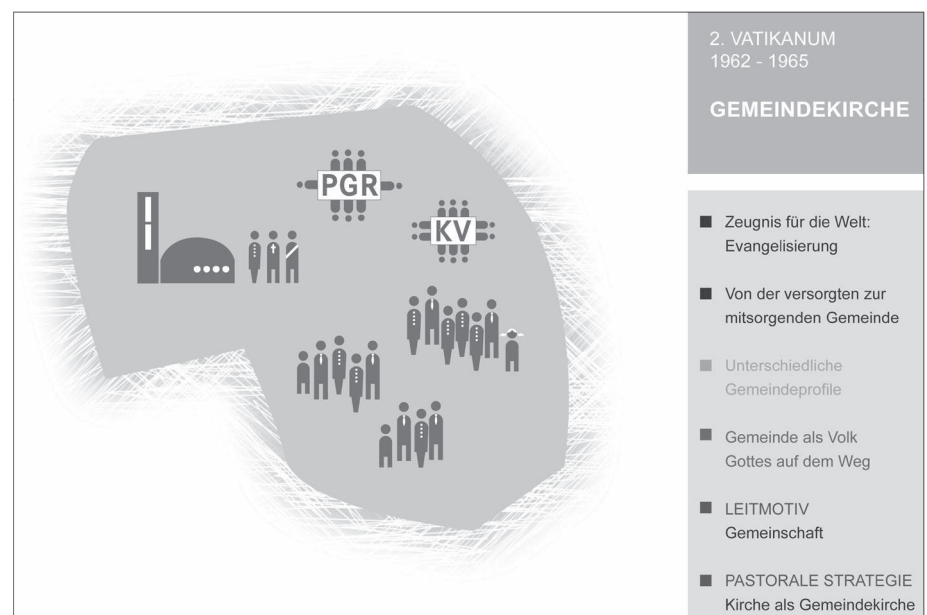 2. VATIKANUM
1962 - 1965
GEMEINDEKIRCHE
PGR
KV
Zeugnis für die Welt:
Evangelisierung
Von der versorgten zur
mitsorgenden Gemeinde
Unterschiedliche
Gemeindeprofile
Gemeinde als Volk
Gottes auf dem Weg
LEITMOTIV
Gemeinschaft
PASTORALE STRATEGIE
Kirche als Gemeindekirche